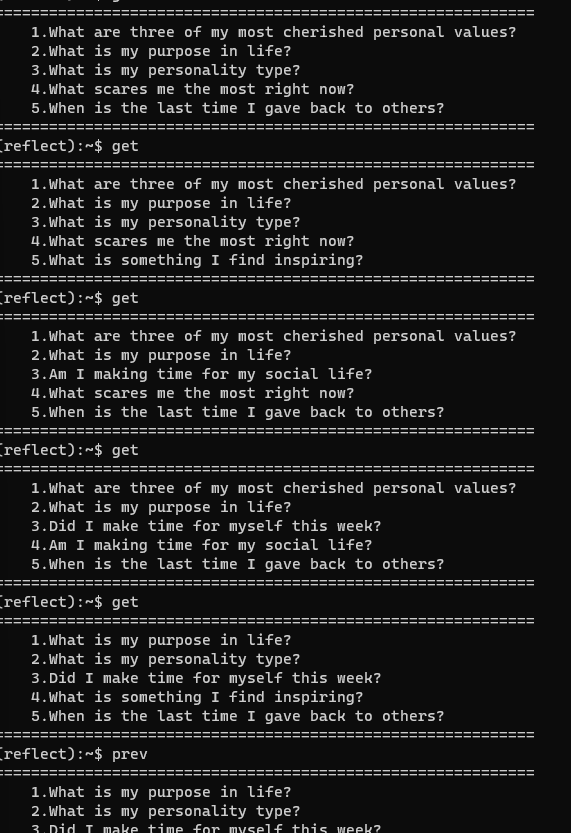 ==============================================================
1.What are three of my most cherished personal values?
2.What is my purpose in life?
3.What is my personality type?
4.What scares me the most right now?
5.When is the last time I gave back to others?
==============================================================
(reflect):~$ get
==============================================================
1.What are three of my most cherished personal values?
2.What is my purpose in life?
3.What is my personality type?
4.What scares me the most right now?
5.What is something I find inspiring?
==============================================================
(reflect):~$ get
==============================================================
1.What are three of my most cherished personal values?
2.What is my purpose in life?
3.Am I making time for my social life?
4.What scares me the most right now?
5.When is the last time I gave back to others?
==============================================================
(reflect):~$ get
==============================================================
1.What are three of my most cherished personal values?
2.What is my purpose in life?
3.Did I make time for myself this week?
4.Am I making time for my social life?
5.When is the last time I gave back to others?
==============================================================
(reflect):~$ get
==============================================================
1.What is my purpose in life?
2.What is my personality type?
3.Did I make time for myself this week?
4.What is something I find inspiring?
5.When is the last time I gave back to others?
==============================================================
(reflect):~$ prev
==============================================================
1.What is my purpose in life?
2.What is my personality type?
3.Did I make time for myself this week?